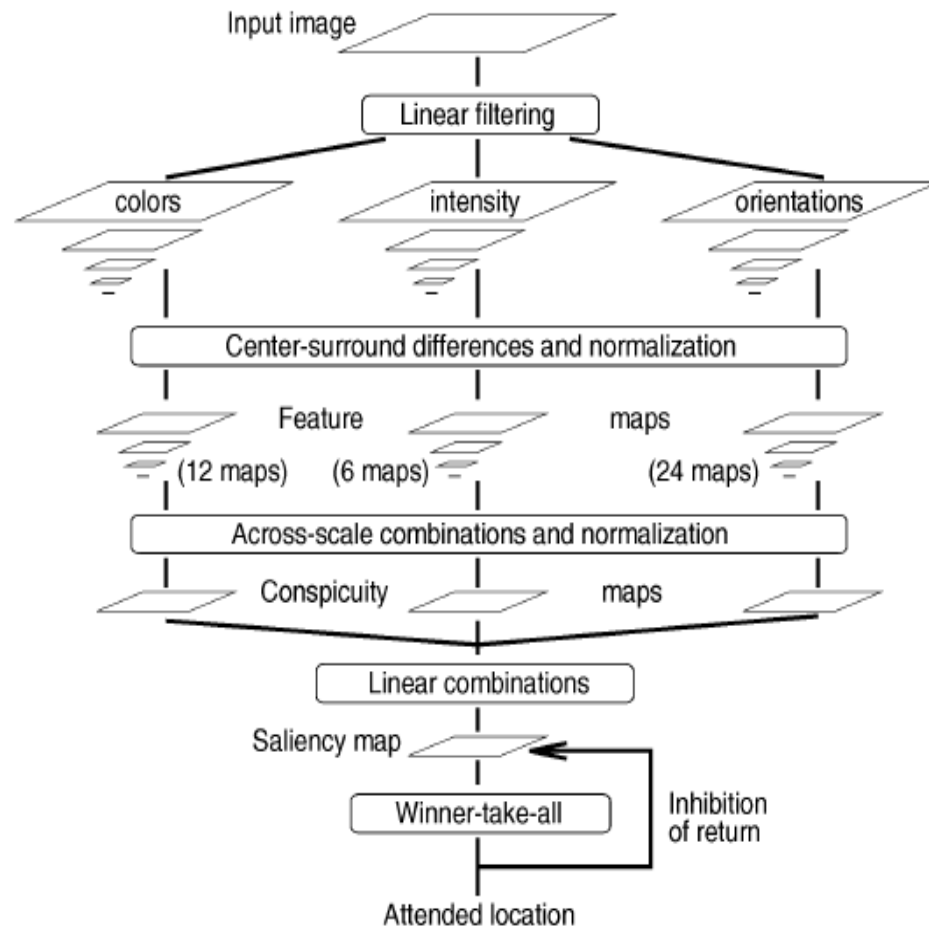 Input image
Linear filtering
colors intensity orientations
Center-surround differences and normalization
Feature maps
(12 maps) (6 maps) (24 maps)
Across-scale combinations and normalization
Conspicuity maps
Linear combinations
Saliency map
Winner-take-all
Inhibition
of return
Attended location